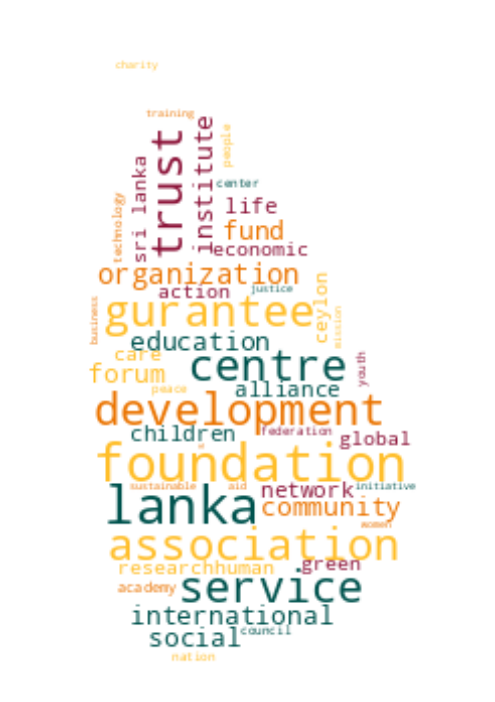 charity
training
trust
institute
people
sri lanka
center
technology
life
fund
economic
organization
action
justice
ceylon
business
gurantee
mission
education
care
centre
youth
forum
peace
alliance
development
children
federation
global
foundation
sustainable
aid
network
initiative
lanka
community
women
association
research
human
green
academy
service
international
social
council
nation